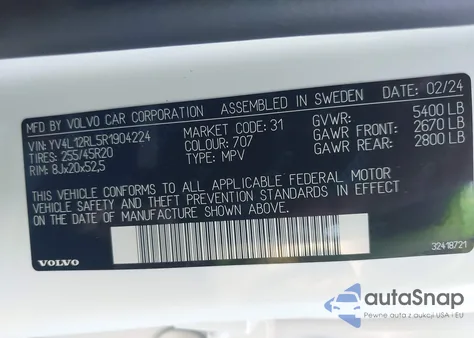 MFD BY VOLVO CAR CORPORATION ASSEMBLED IN SWEDEN DATE: 02/24
VIN: YV4L12RL5R1904224 MARKET CODE: 31 GVWR: 5400 LB
TIRES: 255/45R20 COLOUR: 707 GAWR FRONT: 2670 LB
RIM: 8Jx20x52,5 TYPE: MPV GAWR REAR: 2800 LB
THIS VEHICLE CONFORMS TO ALL APPLICABLE FEDERAL MOTOR
VEHICLE SAFETY AND THEFT PREVENTION STANDARDS IN EFFECT
ON THE DATE OF MANUFACTURE SHOWN ABOVE.
VOLVO 32418721
autoSnap
Pewne auta z aukcji USA i EU